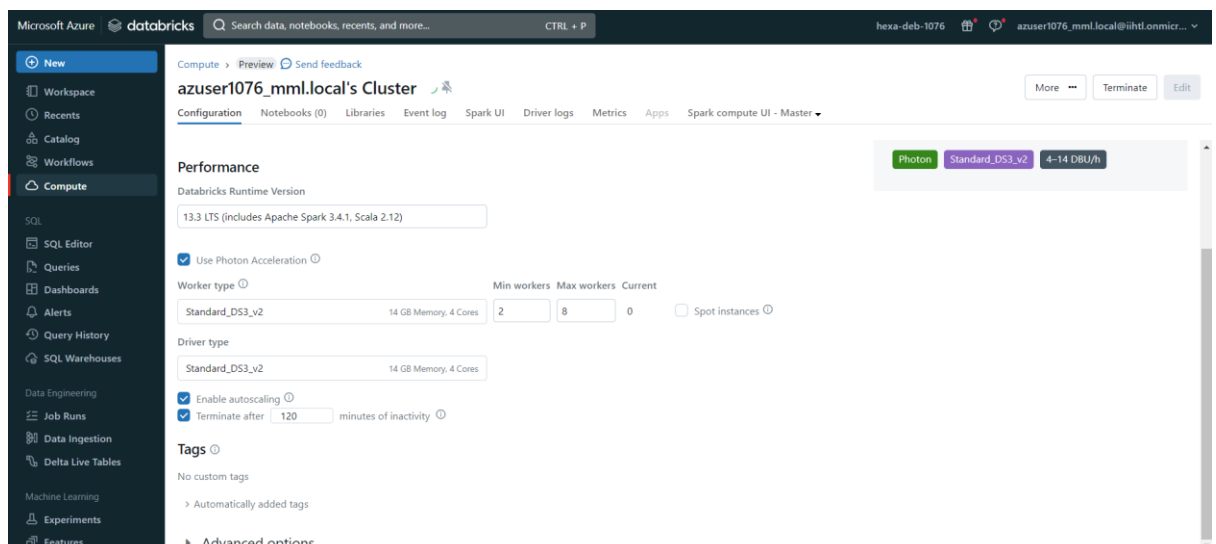 Microsoft Azure databricks Search data, notebooks, recents, and more... CTRL + P hexa-deb-1076 azuser1076_mml.local@iihtl.onmicr...
New
Workspace
Recents
Catalog
Workflows
Compute
SQL
SQL Editor
Queries
Dashboards
Alerts
Query History
SQL Warehouses
Data Engineering
Job Runs
Data Ingestion
Delta Live Tables
Machine Learning
Experiments
Features
Compute > Preview Send feedback
azuser1076_mml.local's Cluster
More ... Terminate Edit
Configuration Notebooks (0) Libraries Event log Spark UI Driver logs Metrics Apps Spark compute UI - Master
Photon Standard_DS3_v2 4–14 DBU/h
Performance
Databricks Runtime Version
13.3 LTS (includes Apache Spark 3.4.1, Scala 2.12)
Use Photon Acceleration
Worker type Min workers Max workers Current
Standard_DS3_v2 14 GB Memory, 4 Cores 2 8 0 Spot instances
Driver type
Standard_DS3_v2 14 GB Memory, 4 Cores
Enable autoscaling
Terminate after 120 minutes of inactivity
Tags
No custom tags
> Automatically added tags
Advanced options